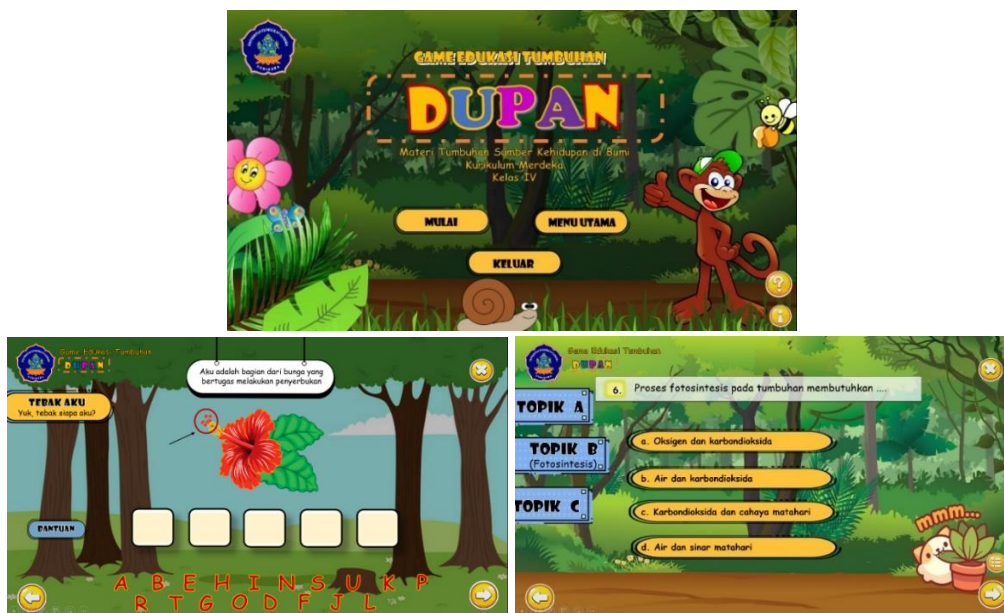 GAME EDUKASI TUMBUHAN
DUPAN
Materi Tumbuhan Sumber Kehidupan di Bumi
Kurikulum Merdeka
Kelas IV
MULAI
MENU UTAMA
KELUAR
?
i
Game Edukasi Tumbuhan
DUPAN
Aku adalah bagian dari bunga yang
bertugas melakukan penyerbukan
TEBAK AKU
Yuk, tebak siapa aku?
BANTUAN
A B E H I N S U K P
R T G O D F J L
Game Edukasi Tumbuhan
DUPAN
6. Proses fotosintesis pada tumbuhan membutuhkan ....
TOPIK A
TOPIK B
(Fotosintesis)
TOPIK C
a. Oksigen dan karbondioksida
b. Air dan karbondioksida
c. Karbondioksida dan cahaya matahari
d. Air dan sinar matahari
mmm...